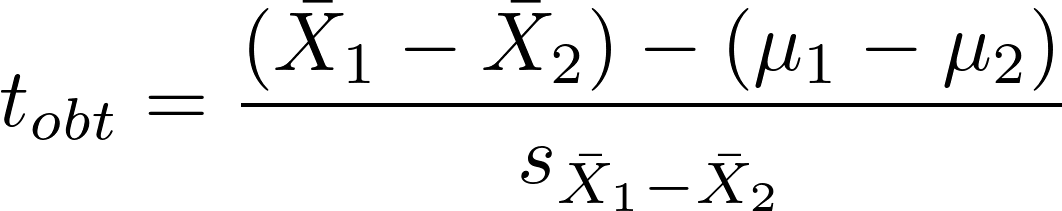 t_{obt} = \frac{(\bar{X}_1 - \bar{X}_2) - (\mu_1 - \mu_2)}{s_{\bar{X}_1 - \bar{X}_2}}